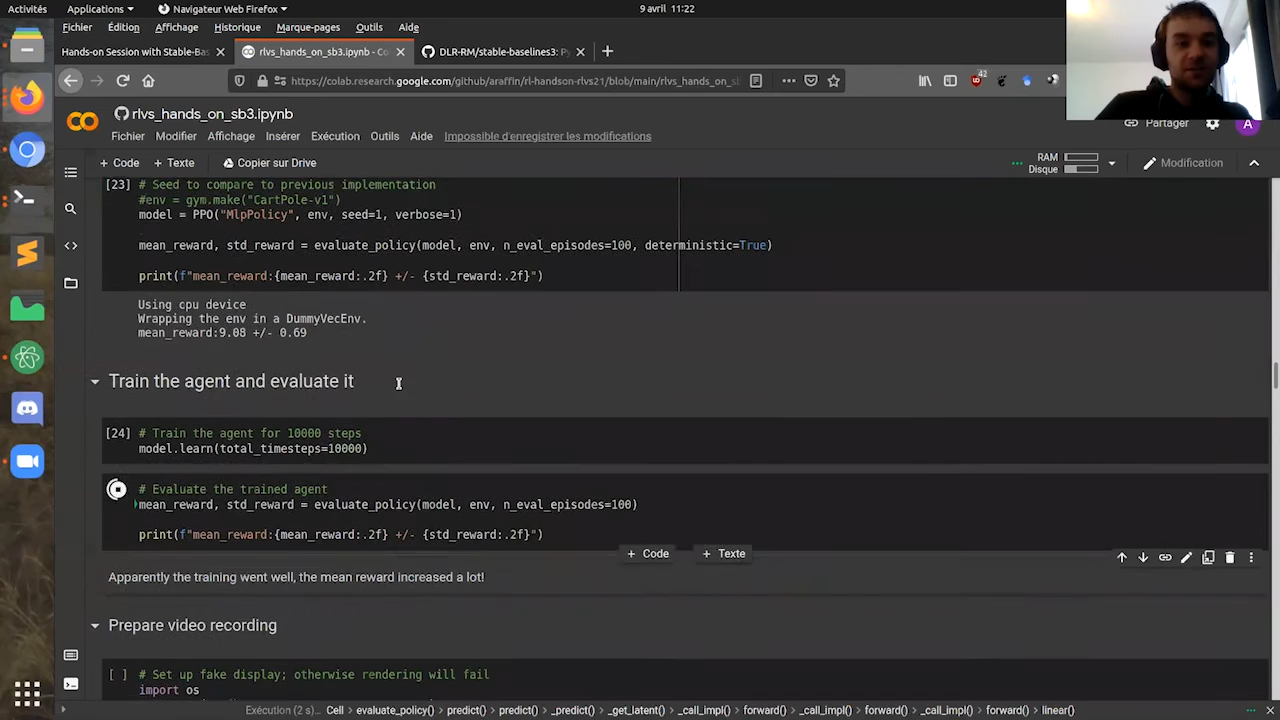 Activités
Applications
Navigateur Web Firefox
9 avril 11:22
Fichier Édition Affichage Historique Marque-pages Outils Aide
Hands-on Session with Stable-Bas
rlvs_hands_on_sb3.ipynb - Co
DLR-RM/stable-baselines3: Py
https://colab.research.google.com/github/araffin/rl-handson-rlvs21/blob/main/rlvs_hands_on_sb
42
rlvs_hands_on_sb3.ipynb
Partager
A
Fichier Modifier Affichage Insérer Exécution Outils Aide Impossible d'enregistrer les modifications
+ Code + Texte Copier sur Drive
RAM
Disque
Modification
[23] # Seed to compare to previous implementation
#env = gym.make("CartPole-v1")
model = PPO("MlpPolicy", env, seed=1, verbose=1)
mean_reward, std_reward = evaluate_policy(model, env, n_eval_episodes=100, deterministic=True)
print(f"mean_reward:{mean_reward:.2f} +/- {std_reward:.2f}")
Using cpu device
Wrapping the env in a DummyVecEnv.
mean_reward:9.08 +/- 0.69
Train the agent and evaluate it
[24] # Train the agent for 10000 steps
model.learn(total_timesteps=10000)
# Evaluate the trained agent
mean_reward, std_reward = evaluate_policy(model, env, n_eval_episodes=100)
print(f"mean_reward:{mean_reward:.2f} +/- {std_reward:.2f}")
+ Code + Texte
Apparently the training went well, the mean reward increased a lot!
Prepare video recording
[ ] # Set up fake display; otherwise rendering will fail
import os
Exécution (2 s) Cell evaluate_policy() predict() predict() _predict() _get_latent() _call_impl() forward() _call_impl() forward() _call_impl() forward() linear()